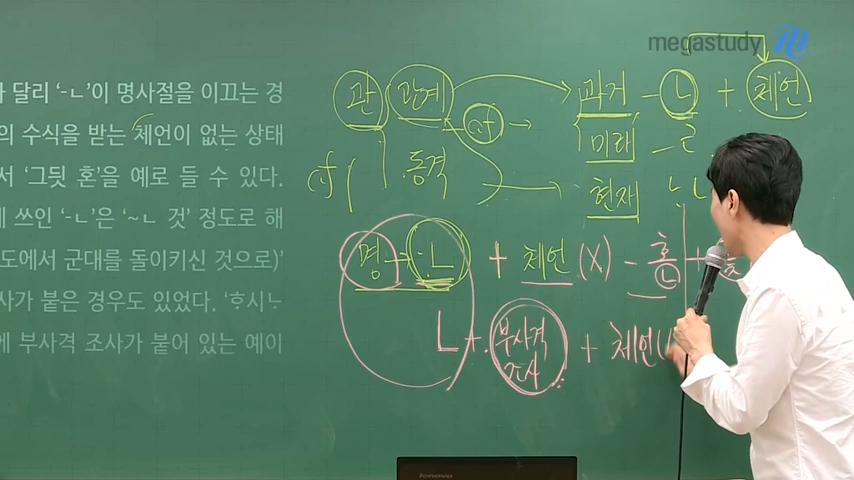 megastudy
달리 '-ㄴ'이 명사절을 이끄는 경
의 수식을 받는 체언이 없는 상태
서 '그딋 혼'을 예로 들 수 있다.
쓰인 '-ㄴ'은 '~ㄴ 것' 정도로 해
도에서 군대를 돌이키신 것으로)'
사가 붙은 경우도 있었다.
에 부사격 조사가 붙어 있는 예이
관 관계 과거 -ㄴ + 체언
cf → 미래 -ㄹ
cf 동격 현재
명 → ㄴ + 체언 (X) - 혼
ㄴ + 부사격 조사 + 체언